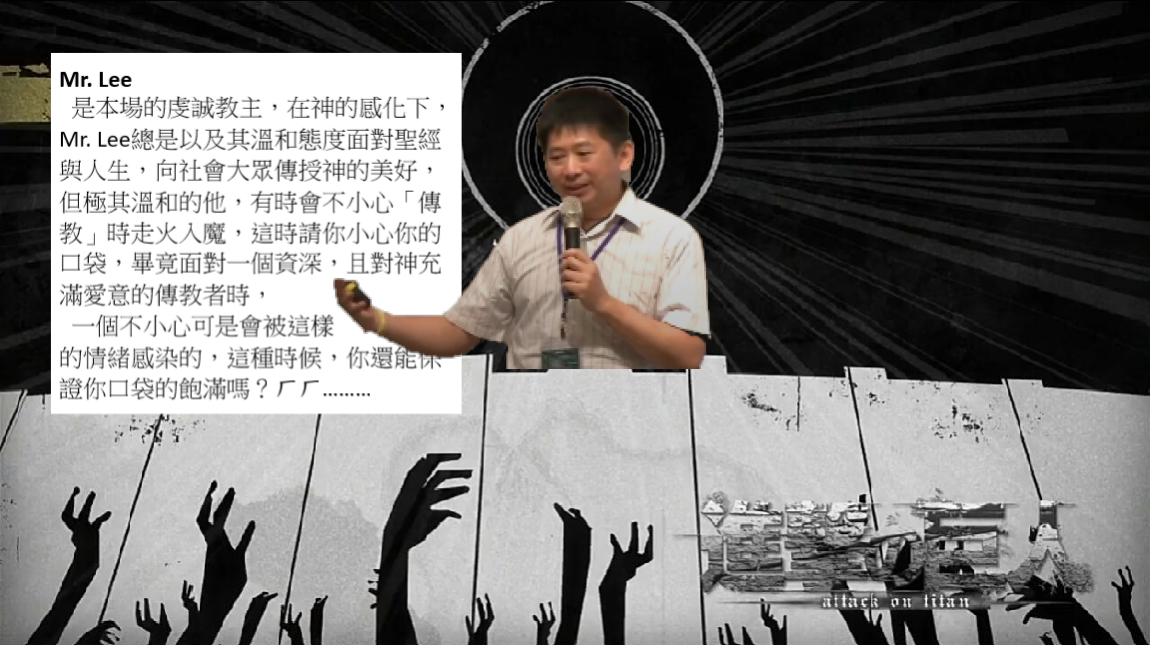 Mr. Lee
是本場的虔誠教主，在神的感化下，
Mr. Lee總是以及其溫和態度面對聖經
與人生，向社會大眾傳授神的美好，
但極其溫和的他，有時會不小心「傳
教」時走火入魔，這時請你小心你的
口袋，畢竟面對一個資深，且對神充
滿愛意的傳教者時，
一個不小心可是會被這樣
的情緒感染的，這種時候，你還能保
證你口袋的飽滿嗎？ㄏㄏ………
進擊の巨人
attack on titan